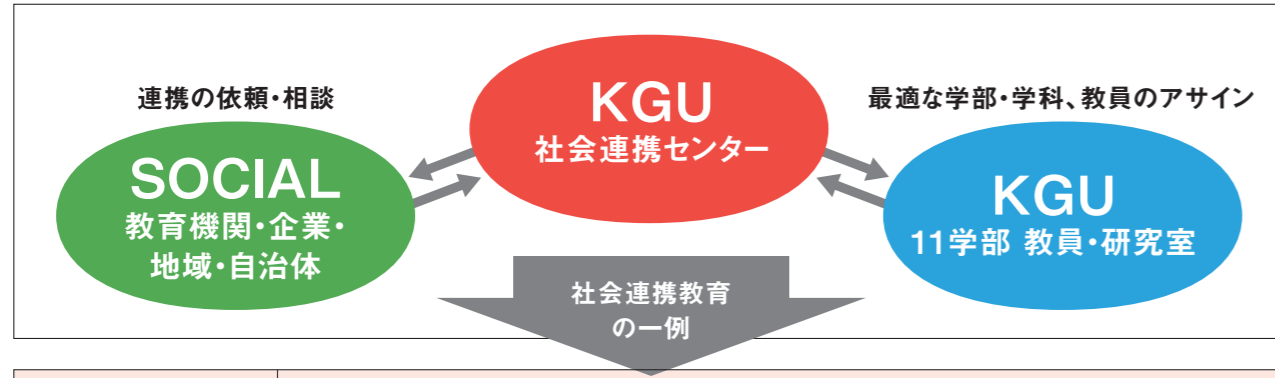 連携の依頼・相談
SOCIAL
教育機関・企業・
地域・自治体
KGU
社会連携センター
最適な学部・学科、教員のアサイン
KGU
11学部 教員・研究室
社会連携教育
の一例